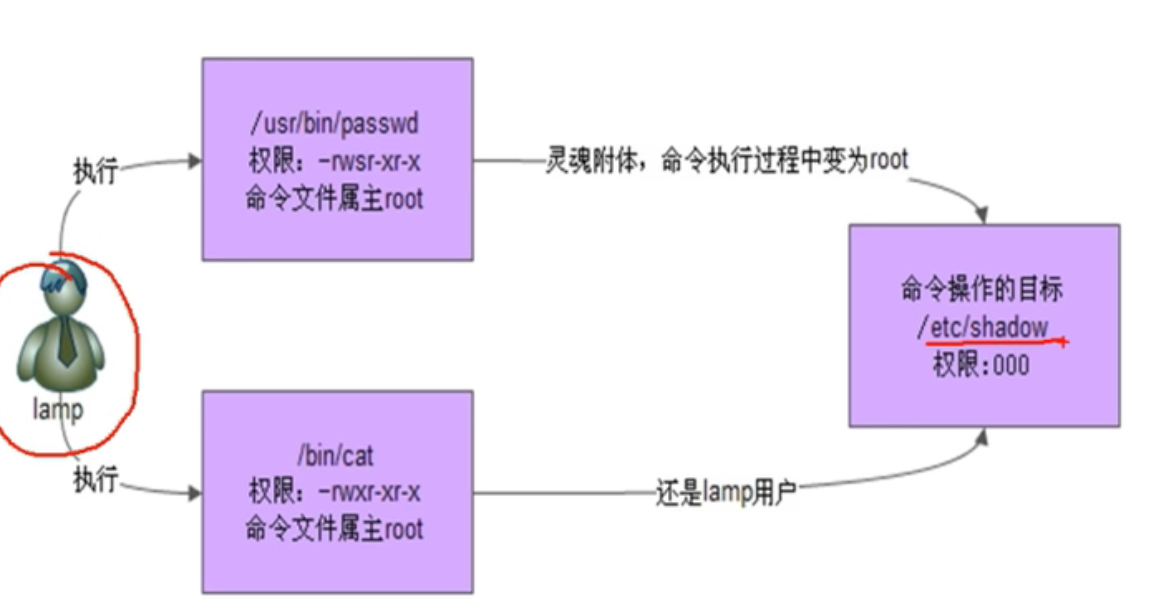 /usr/bin/passwd
权限：-rwsr-xr-x
命令文件属主root
执行
灵魂附体，命令执行过程中变为root
命令操作的目标
/etc/shadow
权限:000
lamp
执行
/bin/cat
权限：-rwxr-xr-x
命令文件属主root
还是lamp用户